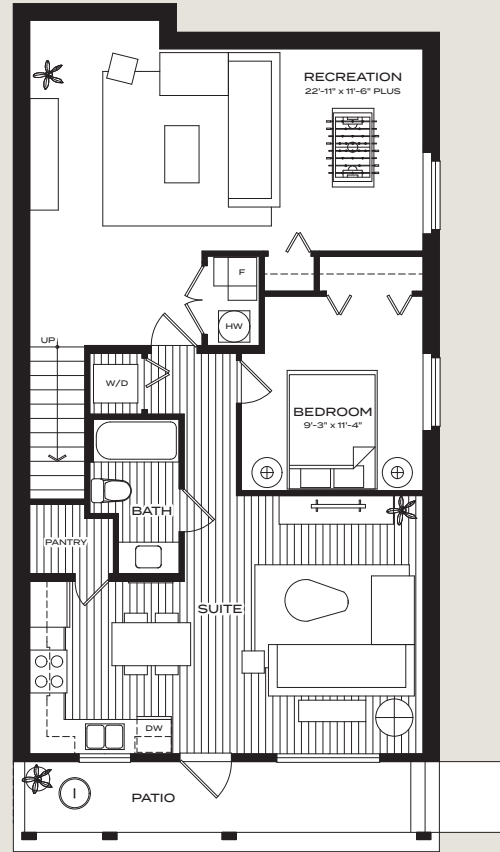 RECREATION
22'-11" x 11'-6" PLUS
F
HW
UP
W/D
BEDROOM
9'-3" x 11'-4"
BATH
PANTRY
SUITE
DW
I
PATIO